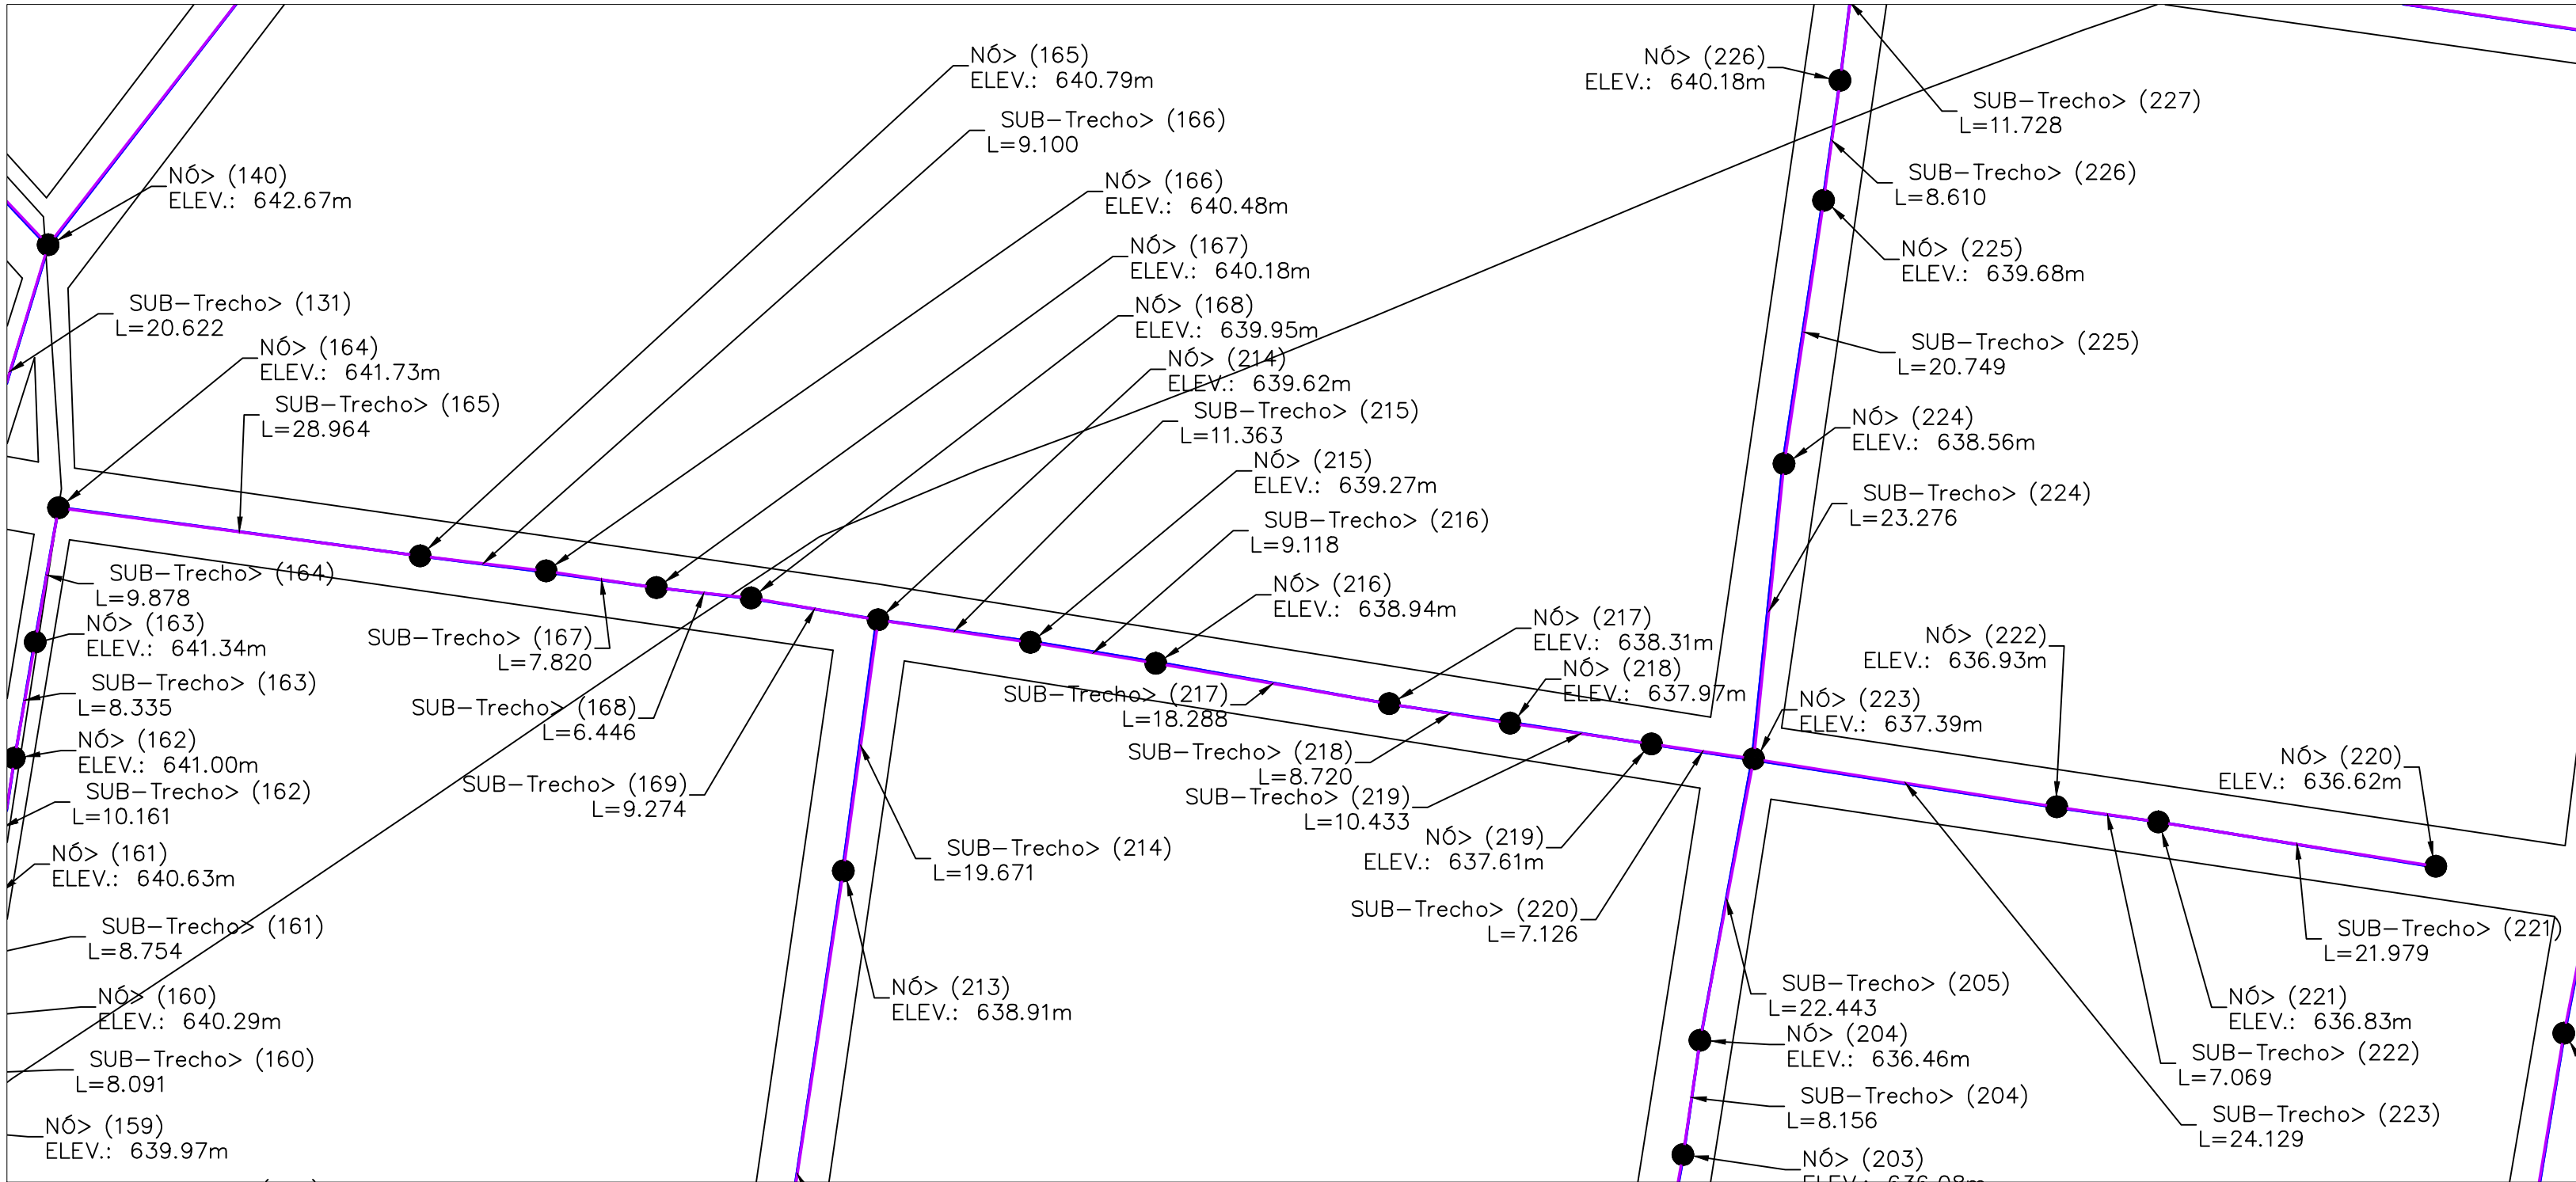 NÓ> (165)
ELEV.: 640.79m
SUB-Trecho> (166)
L=9.100
NÓ> (226)
ELEV.: 640.18m
SUB-Trecho> (227)
L=11.728
NÓ> (140)
ELEV.: 642.67m
NÓ> (166)
ELEV.: 640.48m
SUB-Trecho> (226)
L=8.610
NÓ> (167)
ELEV.: 640.18m
NÓ> (225)
ELEV.: 639.68m
SUB-Trecho> (131)
L=20.622
NÓ> (168)
ELEV.: 639.95m
NÓ> (164)
ELEV.: 641.73m
NÓ> (214)
ELEV.: 639.62m
SUB-Trecho> (225)
L=20.749
SUB-Trecho> (165)
L=28.964
SUB-Trecho> (215)
L=11.363
NÓ> (224)
ELEV.: 638.56m
NÓ> (215)
ELEV.: 639.27m
SUB-Trecho> (224)
L=23.276
SUB-Trecho> (216)
L=9.118
SUB-Trecho> (164)
L=9.878
NÓ> (216)
ELEV.: 638.94m
NÓ> (163)
ELEV.: 641.34m
SUB-Trecho> (167)
L=7.820
NÓ> (217)
ELEV.: 638.31m
NÓ> (222)
ELEV.: 636.93m
NÓ> (218)
ELEV.: 637.97m
SUB-Trecho> (163)
L=8.335
SUB-Trecho> (168)
L=6.446
SUB-Trecho> (217)
L=18.288
NÓ> (223)
ELEV.: 637.39m
NÓ> (162)
ELEV.: 641.00m
SUB-Trecho> (218)
L=8.720
NÓ> (220)
ELEV.: 636.62m
SUB-Trecho> (162)
L=10.161
SUB-Trecho> (169)
L=9.274
SUB-Trecho> (219)
L=10.433
NÓ> (161)
ELEV.: 640.63m
SUB-Trecho> (214)
L=19.671
NÓ> (219)
ELEV.: 637.61m
SUB-Trecho> (161)
L=8.754
SUB-Trecho> (220)
L=7.126
SUB-Trecho> (221)
L=21.979
NÓ> (160)
ELEV.: 640.29m
NÓ> (213)
ELEV.: 638.91m
SUB-Trecho> (205)
L=22.443
NÓ> (221)
ELEV.: 636.83m
NÓ> (204)
ELEV.: 636.46m
SUB-Trecho> (160)
L=8.091
SUB-Trecho> (222)
L=7.069
SUB-Trecho> (204)
L=8.156
NÓ> (159)
ELEV.: 639.97m
SUB-Trecho> (223)
L=24.129
NÓ> (203)
ELEV.: 636.08m